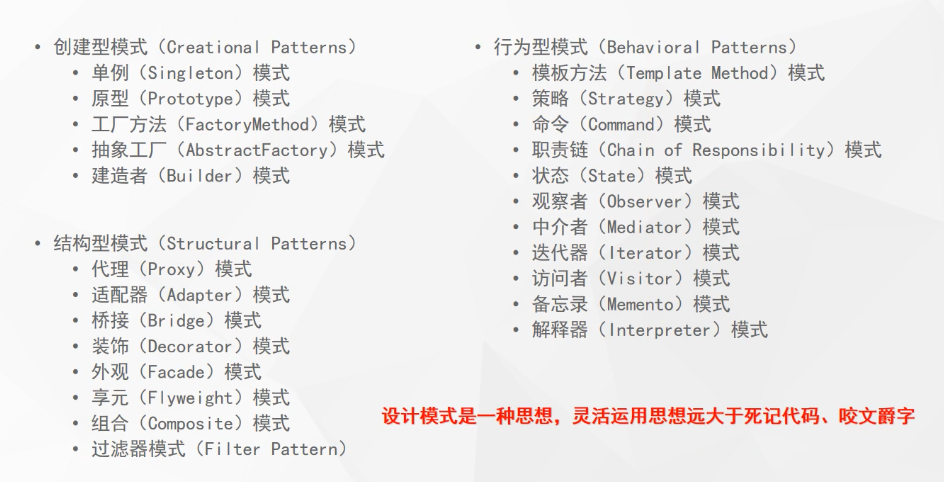 • 创建型模式（Creational Patterns）
• 单例（Singleton）模式
• 原型（Prototype）模式
• 工厂方法（FactoryMethod）模式
• 抽象工厂（AbstractFactory）模式
• 建造者（Builder）模式
• 结构型模式（Structural Patterns）
• 代理（Proxy）模式
• 适配器（Adapter）模式
• 桥接（Bridge）模式
• 装饰（Decorator）模式
• 外观（Facade）模式
• 享元（Flyweight）模式
• 组合（Composite）模式
• 过滤器模式（Filter Pattern）
• 行为型模式（Behavioral Patterns）
• 模板方法（Template Method）模式
• 策略（Strategy）模式
• 命令（Command）模式
• 职责链（Chain of Responsibility）模式
• 状态（State）模式
• 观察者（Observer）模式
• 中介者（Mediator）模式
• 迭代器（Iterator）模式
• 访问者（Visitor）模式
• 备忘录（Memento）模式
• 解释器（Interpreter）模式
设计模式是一种思想，灵活运用思想远大于死记代码、咬文爵字